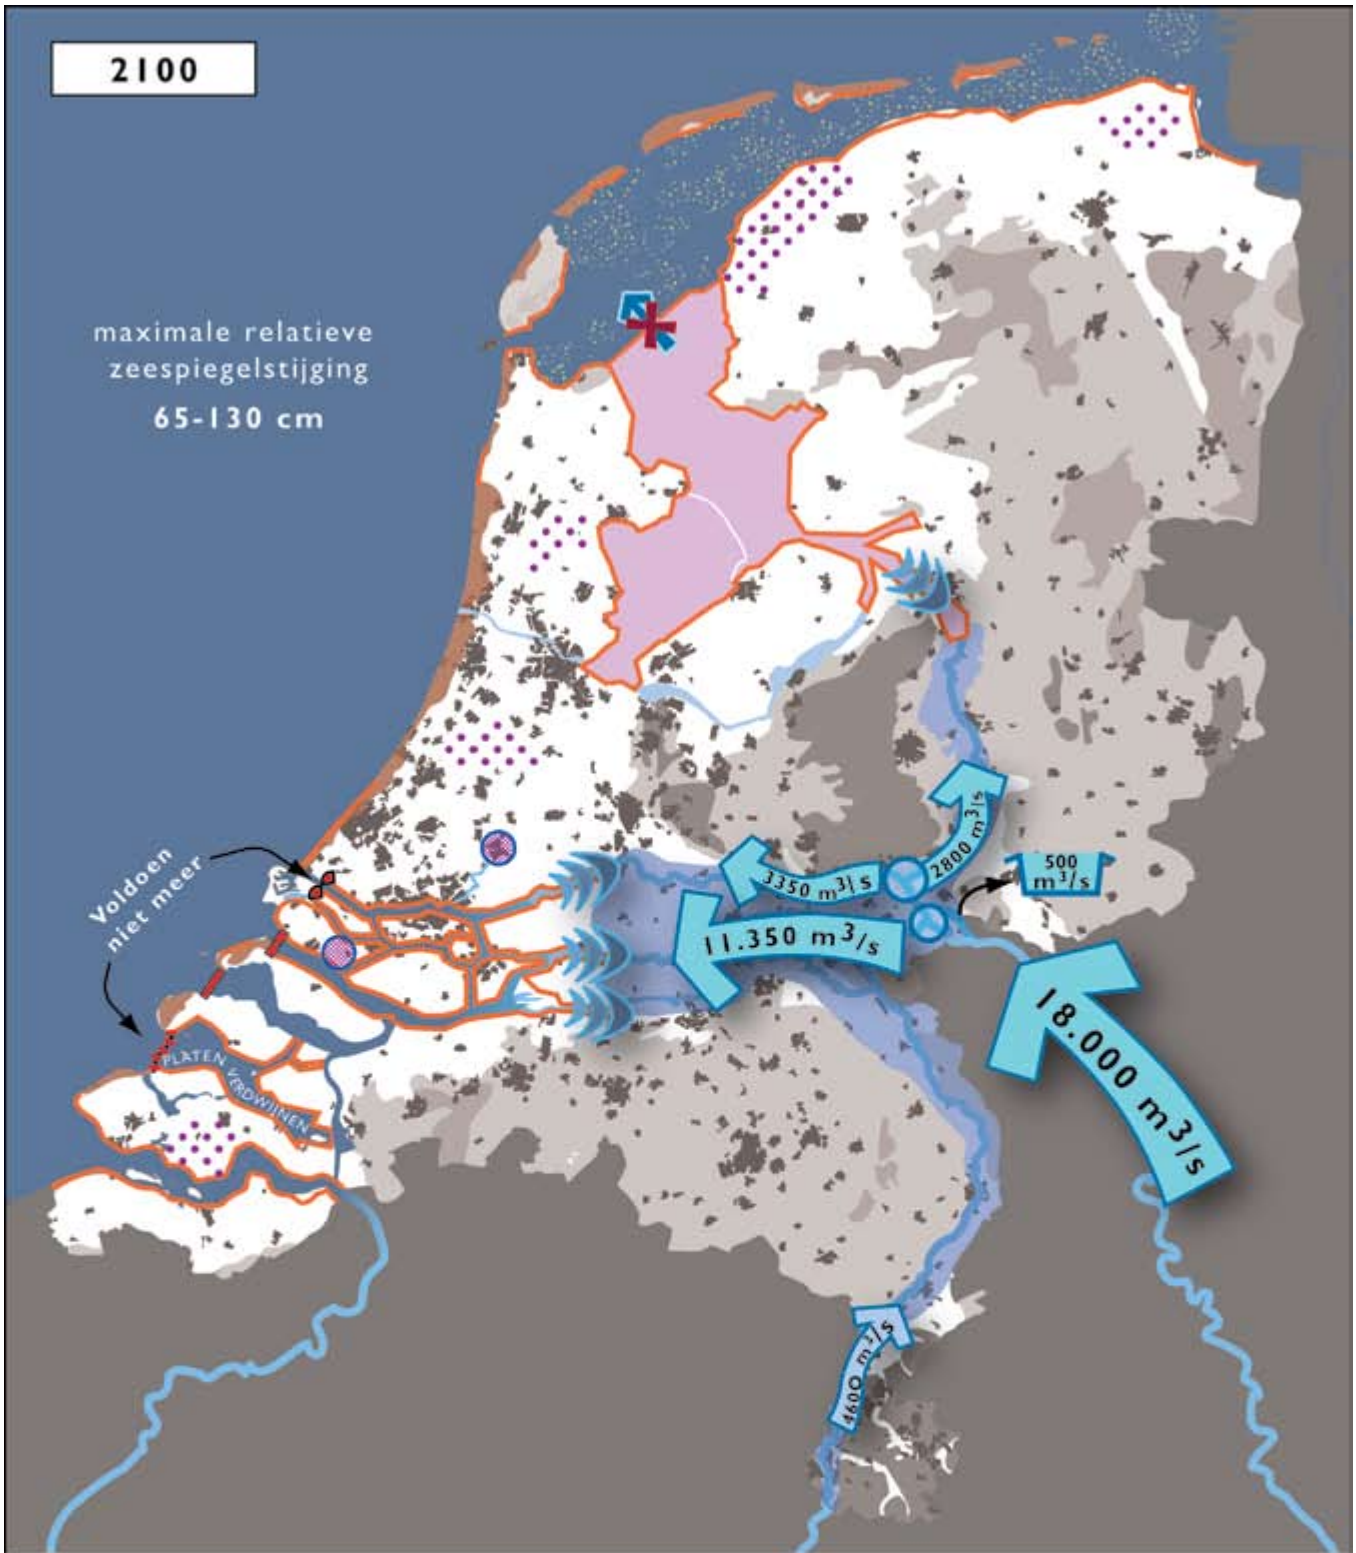 2100
maximale relatieve
zeespiegelstijging
65-130 cm
Voldoen
niet meer
PLATEN
VERDWIJNEN
3350 m³/s
2800 m³/s
500
m³/s
11.350 m³/s
18.000 m3/s
4600 m³/s